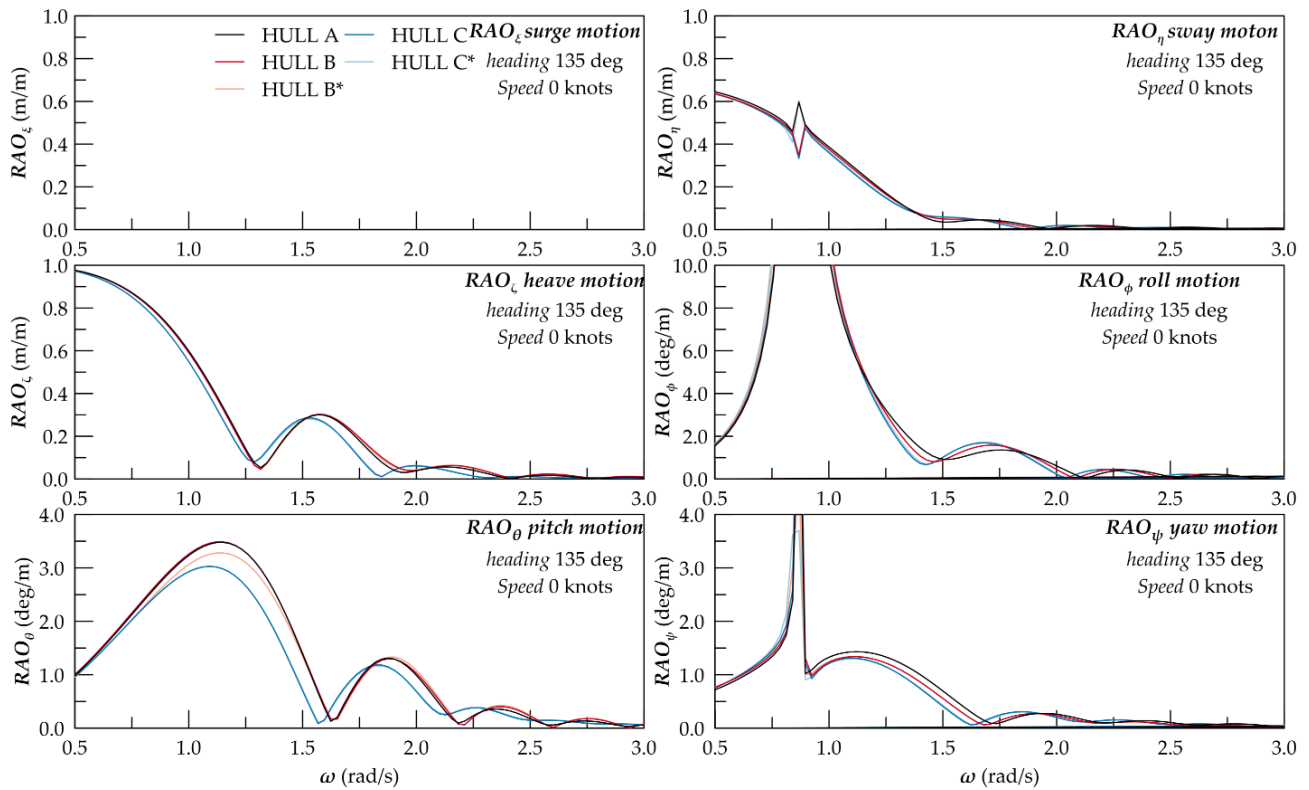 HULL A HULL C
HULL B HULL C*
HULL B*
RAOξ surge motion
heading 135 deg
Speed 0 knots
RAOξ (m/m)
1.0
0.8
0.6
0.4
0.2
0.0
0.5 1.0 1.5 2.0 2.5 3.0
RAOη sway moton
heading 135 deg
Speed 0 knots
RAOη (m/m)
1.0
0.8
0.6
0.4
0.2
0.0
0.5 1.0 1.5 2.0 2.5 3.0
RAOζ heave motion
heading 135 deg
Speed 0 knots
RAOζ (m/m)
1.0
0.8
0.6
0.4
0.2
0.0
0.5 1.0 1.5 2.0 2.5 3.0
RAOϕ roll motion
heading 135 deg
Speed 0 knots
RAOϕ (deg/m)
10.0
8.0
6.0
4.0
2.0
0.0
0.5 1.0 1.5 2.0 2.5 3.0
RAOθ pitch motion
heading 135 deg
Speed 0 knots
RAOθ (deg/m)
4.0
3.0
2.0
1.0
0.0
0.5 1.0 1.5 2.0 2.5 3.0
ω (rad/s)
RAOψ yaw motion
heading 135 deg
Speed 0 knots
RAOψ (deg/m)
4.0
3.0
2.0
1.0
0.0
0.5 1.0 1.5 2.0 2.5 3.0
ω (rad/s)